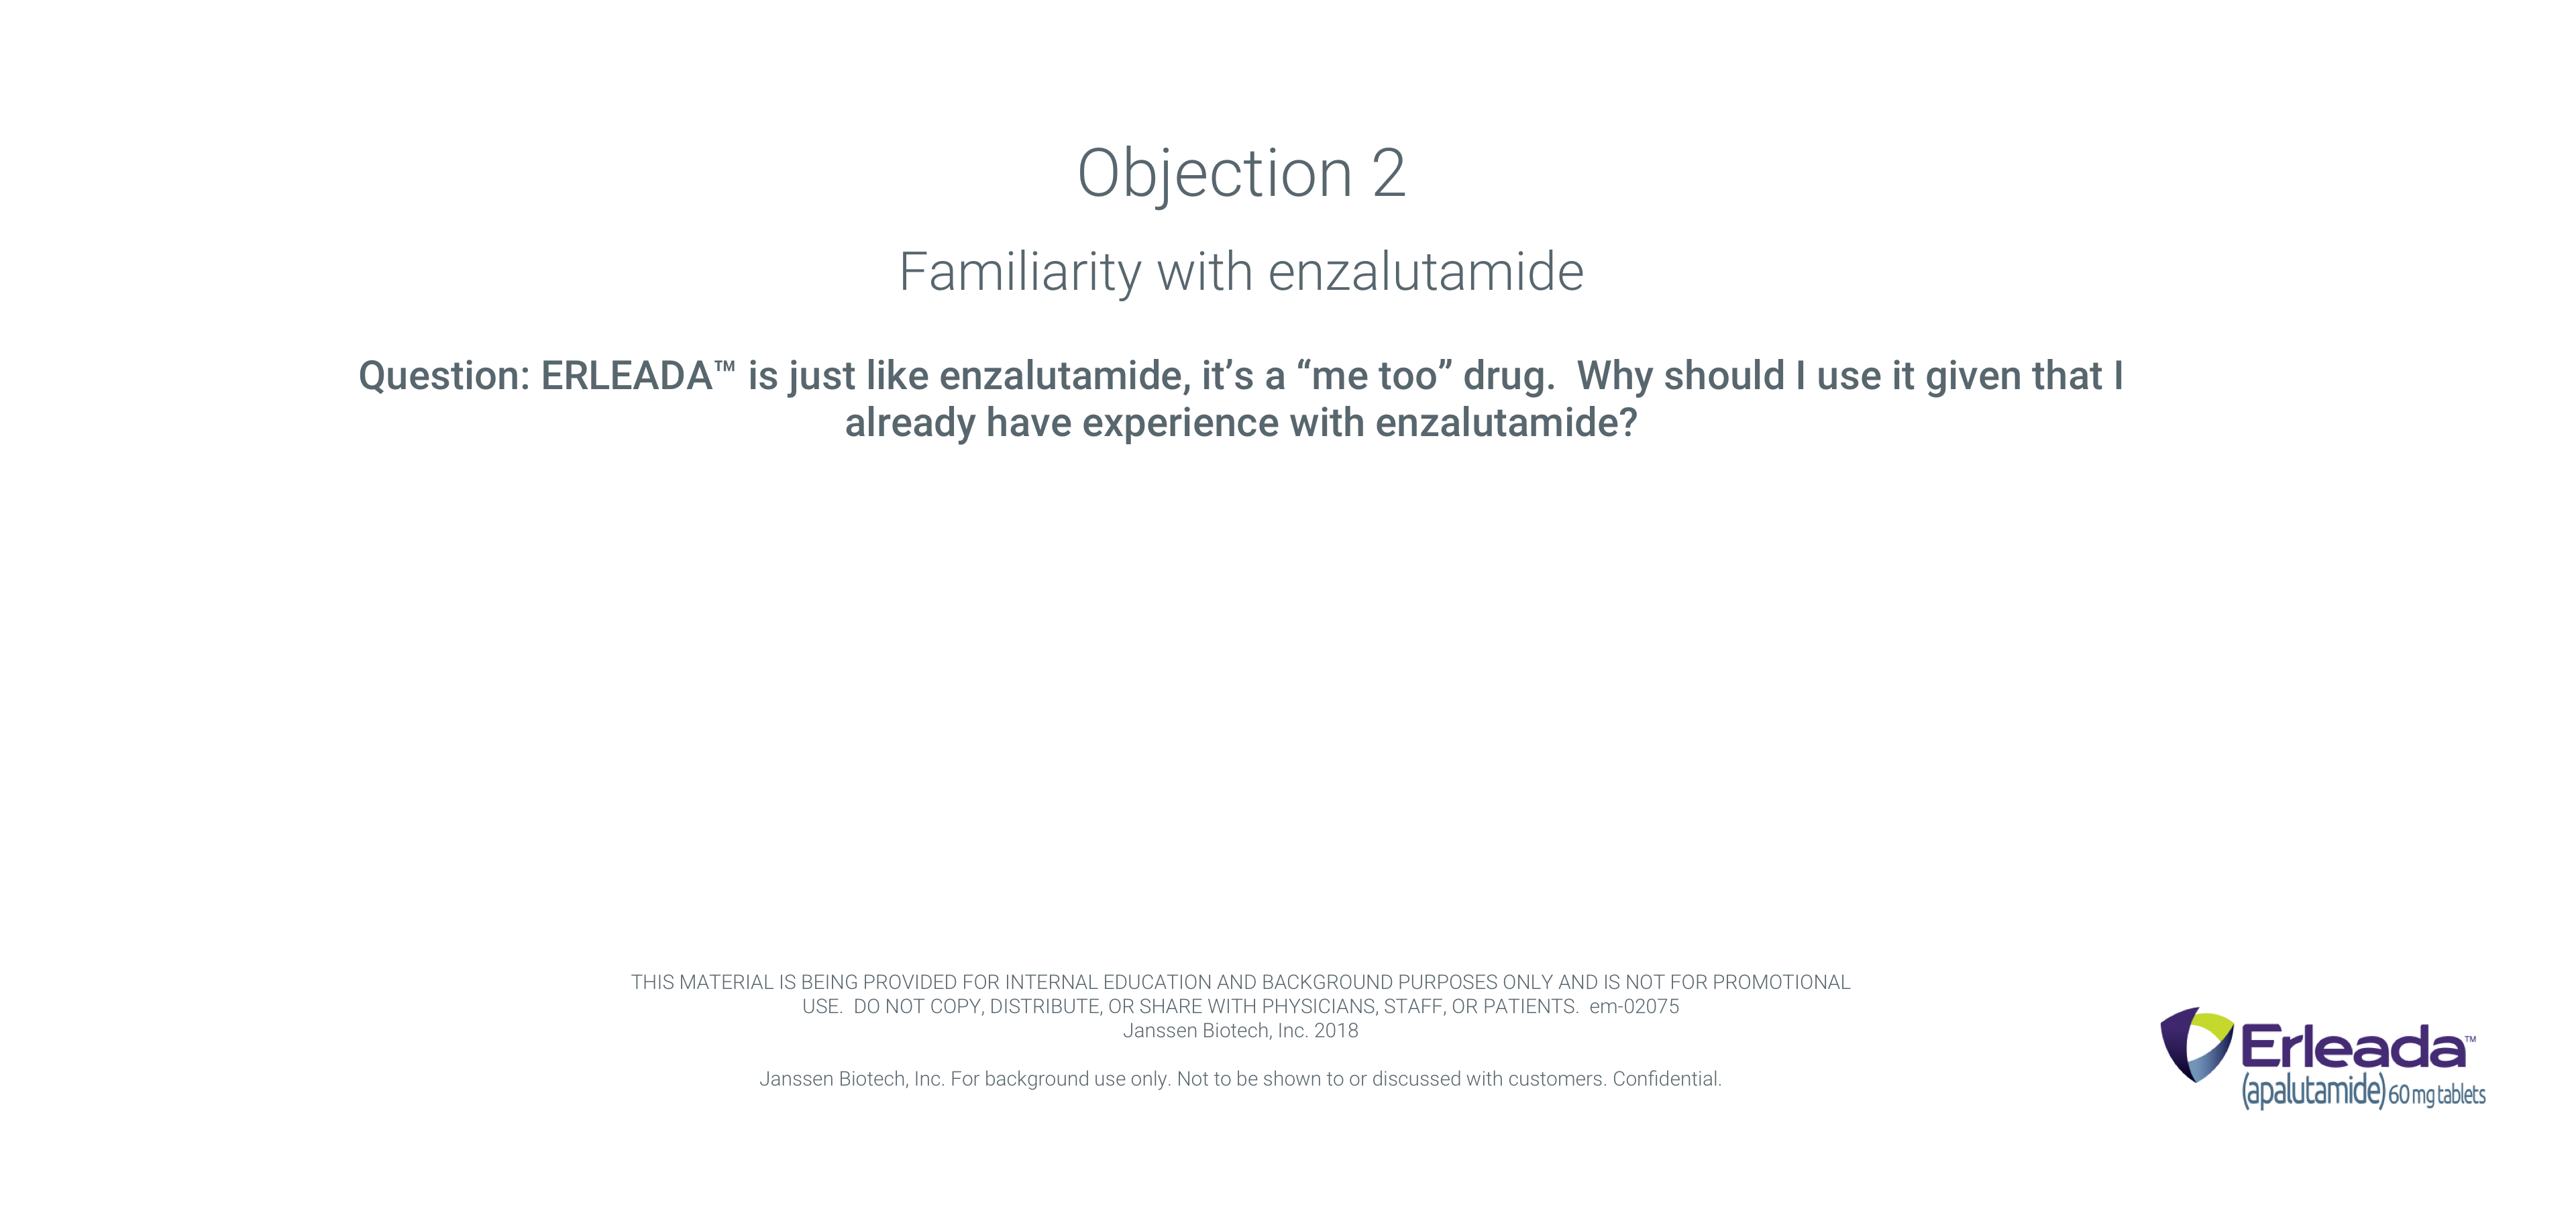 Objection 2
Familiarity with enzalutamide
Question: ERLEADA™ is just like enzalutamide, it’s a “me too” drug.  Why should I use it given that I
already have experience with enzalutamide?
THIS MATERIAL IS BEING PROVIDED FOR INTERNAL EDUCATION AND BACKGROUND PURPOSES ONLY AND IS NOT FOR PROMOTIONAL
USE.  DO NOT COPY, DISTRIBUTE, OR SHARE WITH PHYSICIANS, STAFF, OR PATIENTS.  em-02075
Janssen Biotech, Inc. 2018
Janssen Biotech, Inc. For background use only. Not to be shown to or discussed with customers. Confidential.
Erleada™
(apalutamide) 60 mg tablets